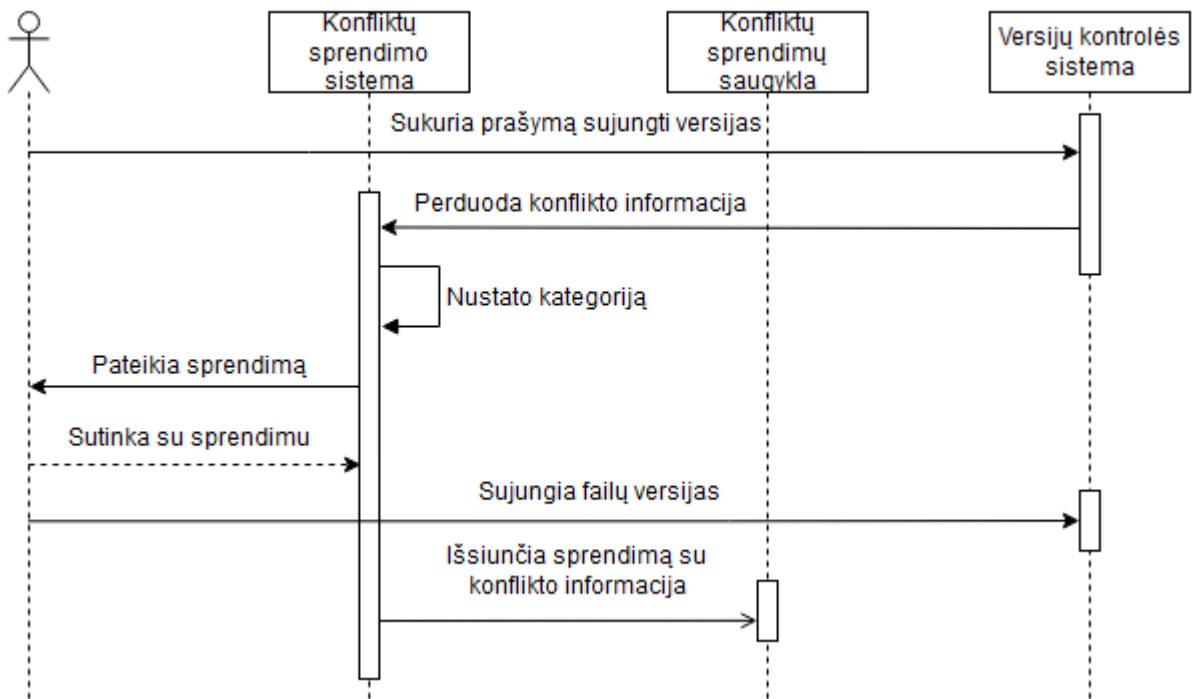 Konfliktų
sprendimo
sistema
Konfliktų
sprendimų
saugykla
Versijų kontrolės
sistema
Sukuria prašymą sujungti versijas
Perduoda konflikto informacija
Nustato kategoriją
Pateikia sprendimą
Sutinka su sprendimu
Sujungia failų versijas
Išsiunčia sprendimą su
konflikto informacija